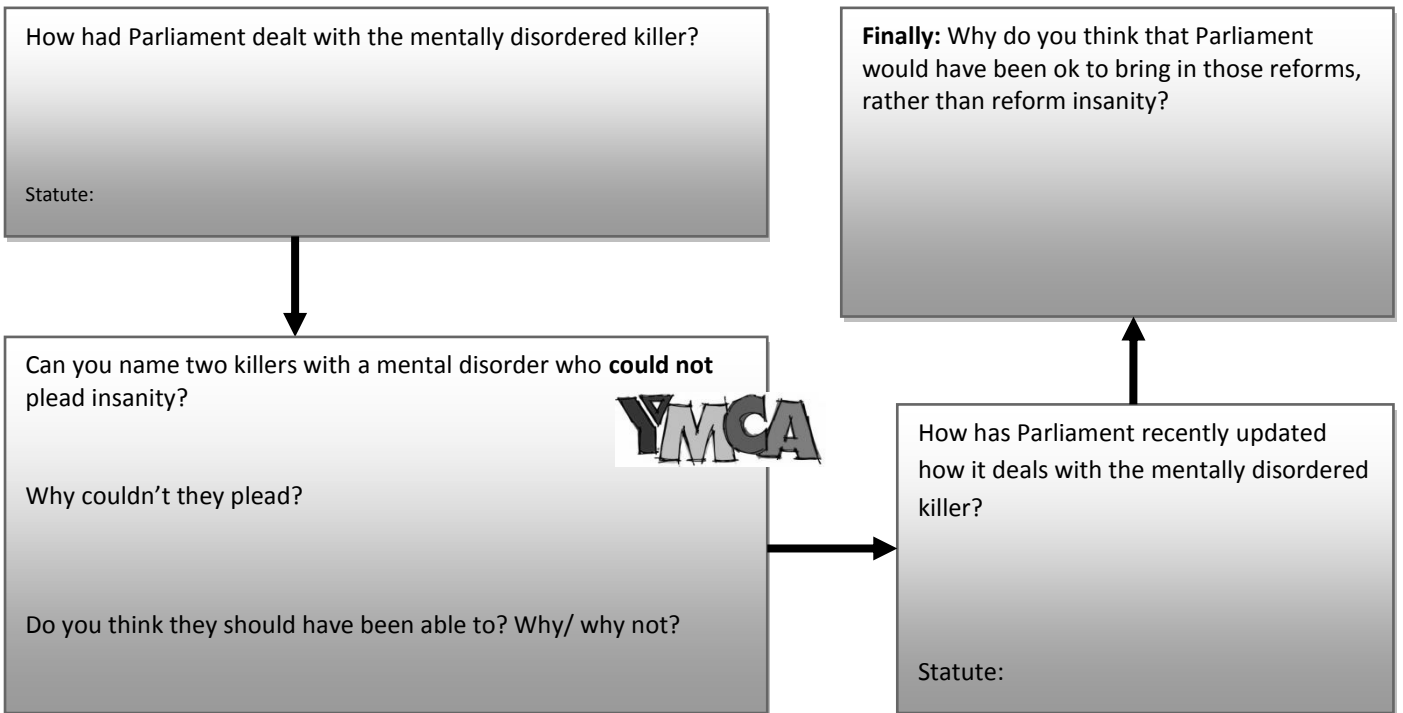 How had Parliament dealt with the mentally disordered killer?
Statute:
Can you name two killers with a mental disorder who could not
plead insanity?
YMCA
Why couldn’t they plead?
Do you think they should have been able to? Why/ why not?
How has Parliament recently updated
how it deals with the mentally disordered
killer?
Statute:
Finally: Why do you think that Parliament
would have been ok to bring in those reforms,
rather than reform insanity?